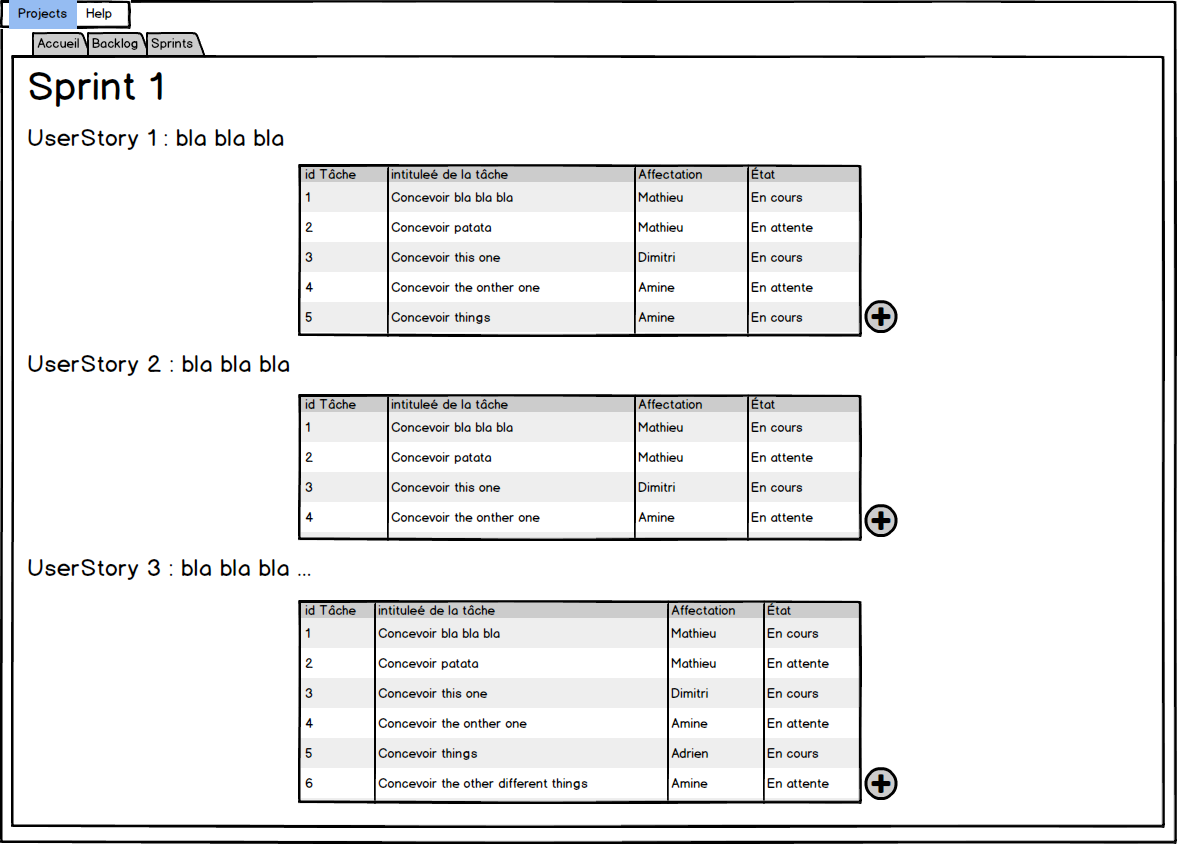 Projects Help
Accueil Backlog Sprints
Sprint 1
UserStory 1 : bla bla bla
id Tâche intituleé de la tâche Affectation État
1 Concevoir bla bla bla Mathieu En cours
2 Concevoir patata Mathieu En attente
3 Concevoir this one Dimitri En cours
4 Concevoir the onther one Amine En attente
5 Concevoir things Amine En cours
UserStory 2 : bla bla bla
id Tâche intituleé de la tâche Affectation État
1 Concevoir bla bla bla Mathieu En cours
2 Concevoir patata Mathieu En attente
3 Concevoir this one Dimitri En cours
4 Concevoir the onther one Amine En attente
UserStory 3 : bla bla bla ...
id Tâche intituleé de la tâche Affectation État
1 Concevoir bla bla bla Mathieu En cours
2 Concevoir patata Mathieu En attente
3 Concevoir this one Dimitri En cours
4 Concevoir the onther one Amine En attente
5 Concevoir things Adrien En cours
6 Concevoir the other different things Amine En attente